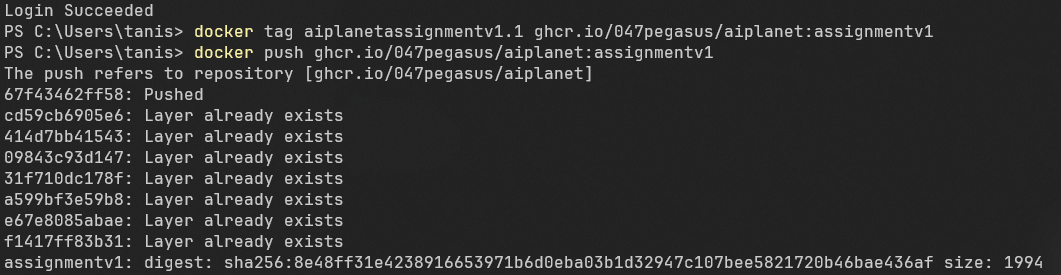 Login Succeeded
PS C:\Users\tanis> docker tag aiplanetassignmentv1.1 ghcr.io/047pegasus/aiplanet:assignmentv1
PS C:\Users\tanis> docker push ghcr.io/047pegasus/aiplanet:assignmentv1
The push refers to repository [ghcr.io/047pegasus/aiplanet]
67f43462ff58: Pushed
cd59cb6905e6: Layer already exists
414d7bb41543: Layer already exists
09843c93d147: Layer already exists
31f710dc178f: Layer already exists
a599bf3e59b8: Layer already exists
e67e8085abae: Layer already exists
f1417ff83b31: Layer already exists
assignmentv1: digest: sha256:8e48ff31e4238916653971b6d0eba03b1d32947c107bee5821720b46bae436af size: 1994